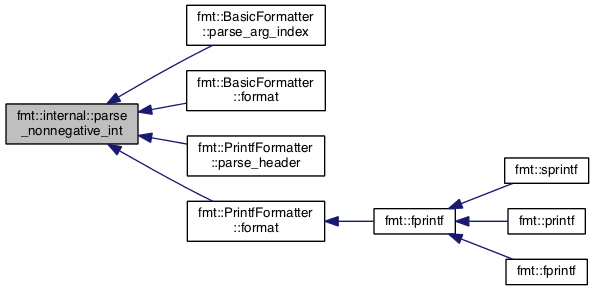 fmt::BasicFormatter
::parse_arg_index
fmt::BasicFormatter
::format
fmt::internal::parse
_nonnegative_int
fmt::PrintfFormatter
::parse_header
fmt::PrintfFormatter
::format
fmt::fprintf
fmt::sprintf
fmt::printf
fmt::fprintf